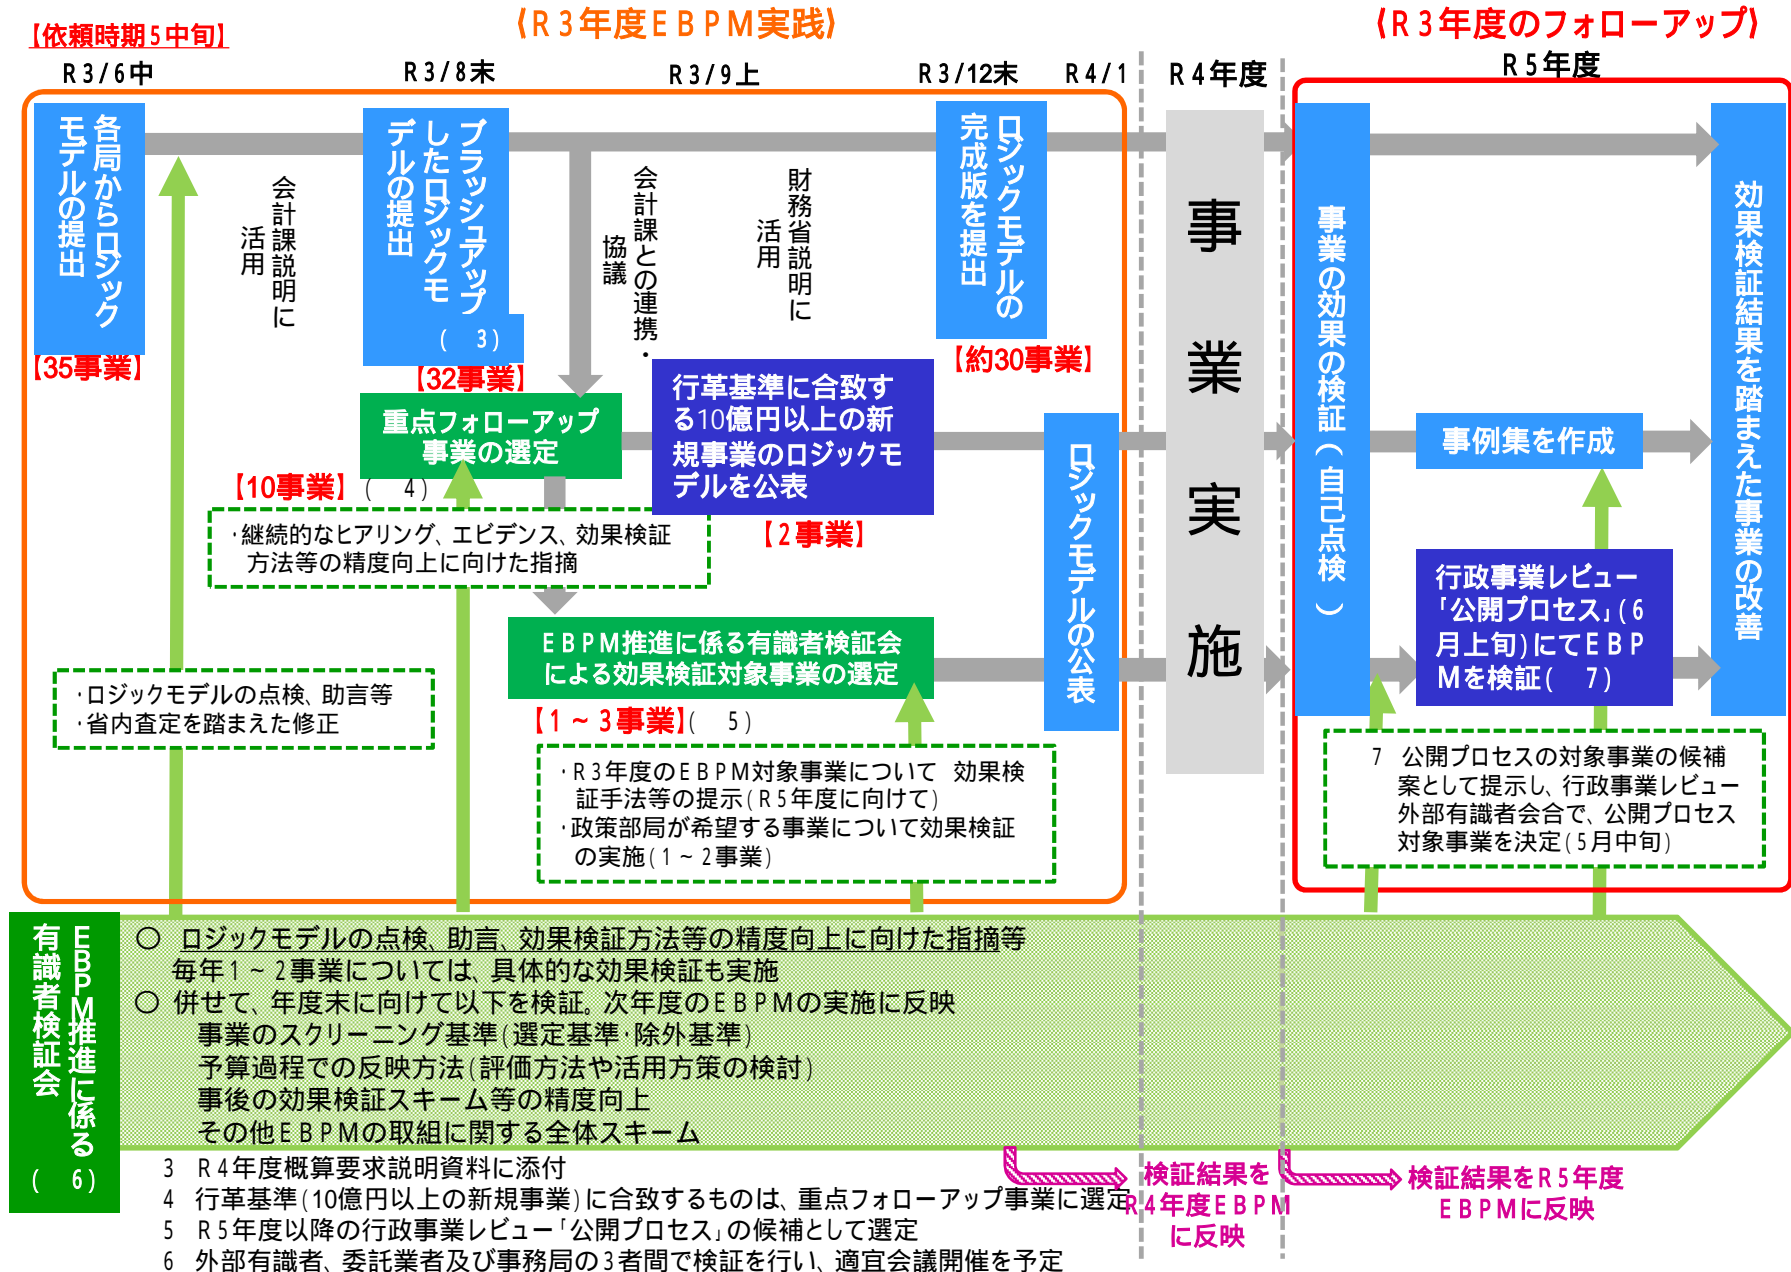 【依頼時期5中旬】
《R3年度EBPM実践》
《R3年度のフォローアップ》
R3/6中
R3/8末
R3/9上
R3/12末
R4/1
R4年度
R5年度
各局からロジック
モデルの提出
【35事業】
会計課説明に
活用
ブラッシュアップ
したロジックモ
デルの提出
( 3)
【32事業】
会計課との連携・
協議
財務省説明に
活用
ロジックモデルの
完成版を提出
【約30事業】
重点フォローアップ
事業の選定
【10事業】( 4)
行革基準に合致す
る10億円以上の新
規事業のロジックモ
デルを公表
【2事業】
・継続的なヒアリング、エビデンス、効果検証
方法等の精度向上に向けた指摘
EBPM推進に係る有識者検証会
による効果検証対象事業の選定
【1~3事業】( 5)
・ロジックモデルの点検、助言等
・省内査定を踏まえた修正
・R3年度のEBPM対象事業について 効果検
証手法等の提示(R5年度に向けて)
・政策部局が希望する事業について効果検証
の実施(1~2事業)
ロジックモデルの公表
事業実施
事業の効果の検証(自己点検)
事例集を作成
行政事業レビュー
「公開プロセス」(6
月上旬)にてEBP
Mを検証( 7)
効果検証結果を踏まえた事業の改善
7 公開プロセスの対象事業の候補
案として提示し、行政事業レビュー
外部有識者会合で、公開プロセス
対象事業を決定(5月中旬)
EBPM推進に係る
有識者検証会
( 6)
○ ロジックモデルの点検、助言、効果検証方法等の精度向上に向けた指摘等
毎年1~2事業については、具体的な効果検証も実施
○ 併せて、年度末に向けて以下を検証。次年度のEBPMの実施に反映
事業のスクリーニング基準(選定基準・除外基準)
予算過程での反映方法(評価方法や活用方策の検討)
事後の効果検証スキーム等の精度向上
その他EBPMの取組に関する全体スキーム
3 R4年度概算要求説明資料に添付
4 行革基準(10億円以上の新規事業)に合致するものは、重点フォローアップ事業に選定
5 R5年度以降の行政事業レビュー「公開プロセス」の候補として選定
6 外部有識者、委託業者及び事務局の3者間で検証を行い、適宜会議開催を予定
検証結果を
R4年度EBPM
に反映
検証結果をR5年度
EBPMに反映